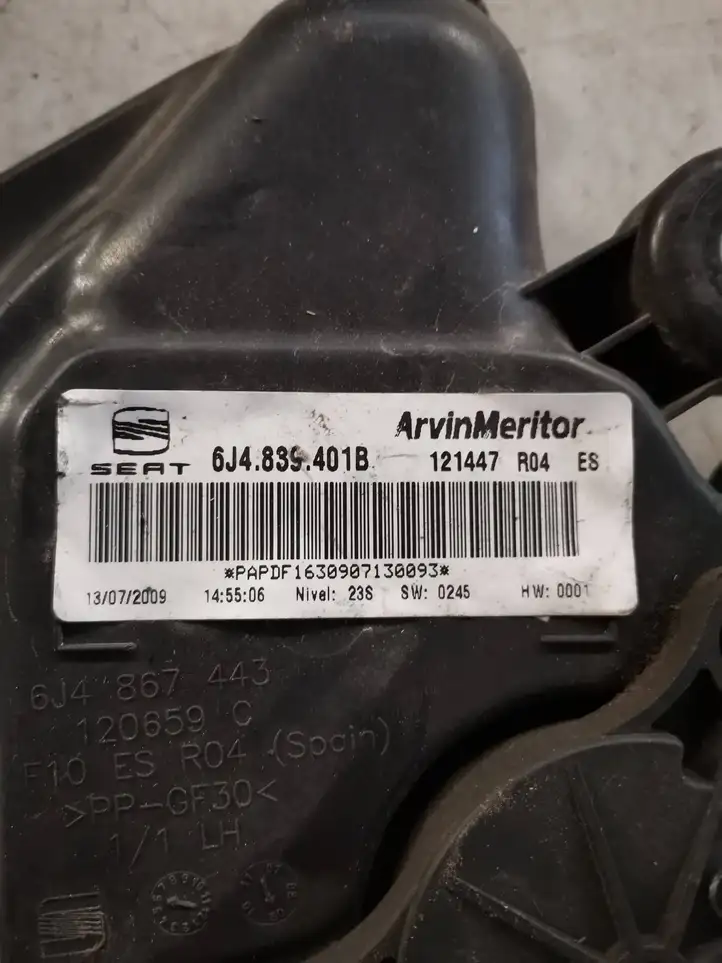 SEAT 6J4.839.401B
ArvinMeritor
121447 R04 ES
*PAPDF1630907130093*
13/07/2009 14:55:06 Nivel: 23S SW: 0245 HW: 0001
6J4 867 443
120659 C
F10 ES R04 (Spain)
>PP-GF30<
1/1 LH